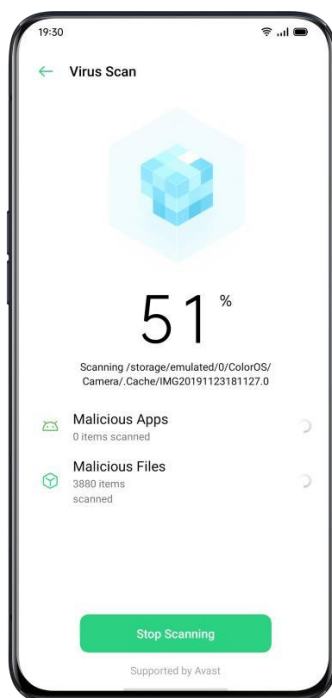 19:30
Virus Scan
51 %
Scanning /storage/emulated/0/ColorOS/
Camera/.Cache/IMG20191123181127.0
Malicious Apps
0 items scanned
Malicious Files
3880 items
scanned
Stop Scanning
Supported by Avast